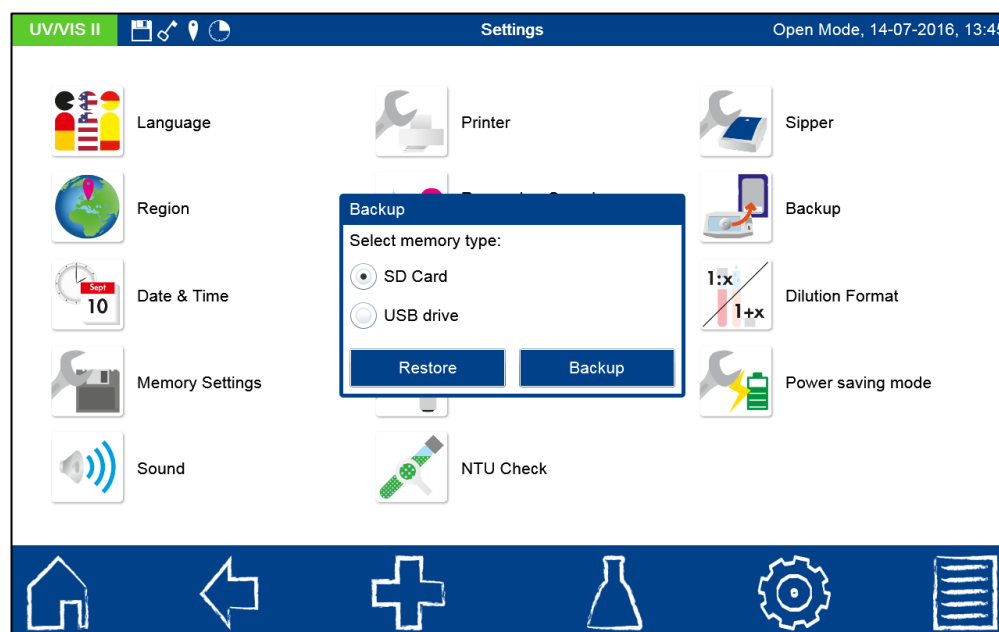 UV/VIS II
Settings
Open Mode, 14-07-2016, 13:45
Language
Printer
Sipper
Region
Backup
Sept
10
Date & Time
1:x
1+x
Dilution Format
Memory Settings
Power saving mode
Sound
NTU Check
Backup
Select memory type:
SD Card
USB drive
Restore
Backup